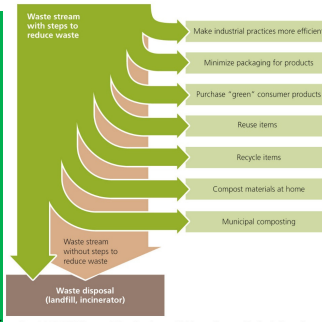 Waste stream
with steps to
reduce waste
Make industrial practices more efficient
Minimize packaging for products
Purchase "green" consumer products
Reuse items
Recycle items
Compost materials at home
Municipal composting
Waste stream
without steps to
reduce waste
Waste disposal
(landfill, incinerator)